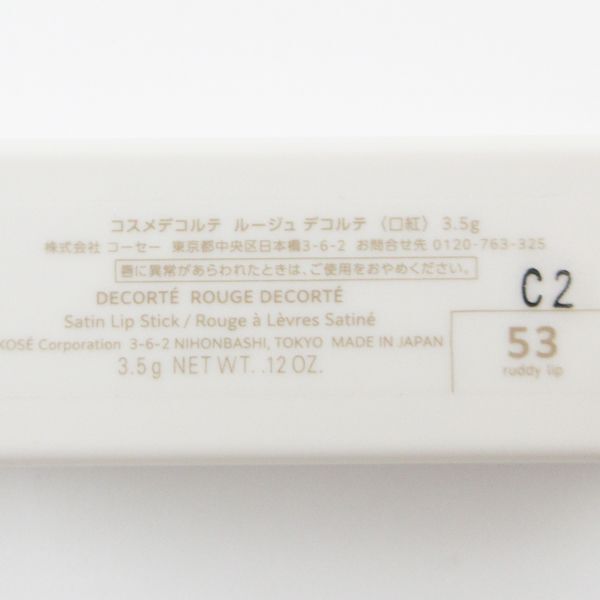 コスメデコルテ ルージュ デコルテ〈口紅〉3.5g
株式会社 コーセー 東京都中央区日本橋3-6-2 お問合せ先 0120-763-325
唇に異常があらわれたときは、ご使用をおやめください。
DECORTÉ ROUGE DECORTÉ
Satin Lip Stick / Rouge à Lèvres Satiné
KOSÉ Corporation 3-6-2 NIHONBASHI, TOKYO MADE IN JAPAN
3.5g NET WT. .12 OZ.
C2
53
ruddy lip